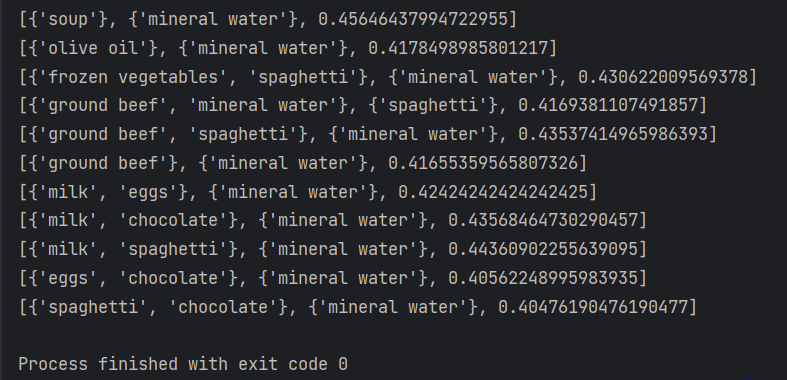 [{'soup'}, {'mineral water'}, 0.45646437994722955]
[{'olive oil'}, {'mineral water'}, 0.4178498985801217]
[{'frozen vegetables', 'spaghetti'}, {'mineral water'}, 0.430622009569378]
[{'ground beef', 'mineral water'}, {'spaghetti'}, 0.4169381107491857]
[{'ground beef', 'spaghetti'}, {'mineral water'}, 0.43537414965986393]
[{'ground beef'}, {'mineral water'}, 0.41655359565807326]
[{'milk', 'eggs'}, {'mineral water'}, 0.42424242424242425]
[{'milk', 'chocolate'}, {'mineral water'}, 0.43568464730290457]
[{'milk', 'spaghetti'}, {'mineral water'}, 0.44360902255639095]
[{'eggs', 'chocolate'}, {'mineral water'}, 0.40562248995983935]
[{'spaghetti', 'chocolate'}, {'mineral water'}, 0.40476190476190477]
Process finished with exit code 0